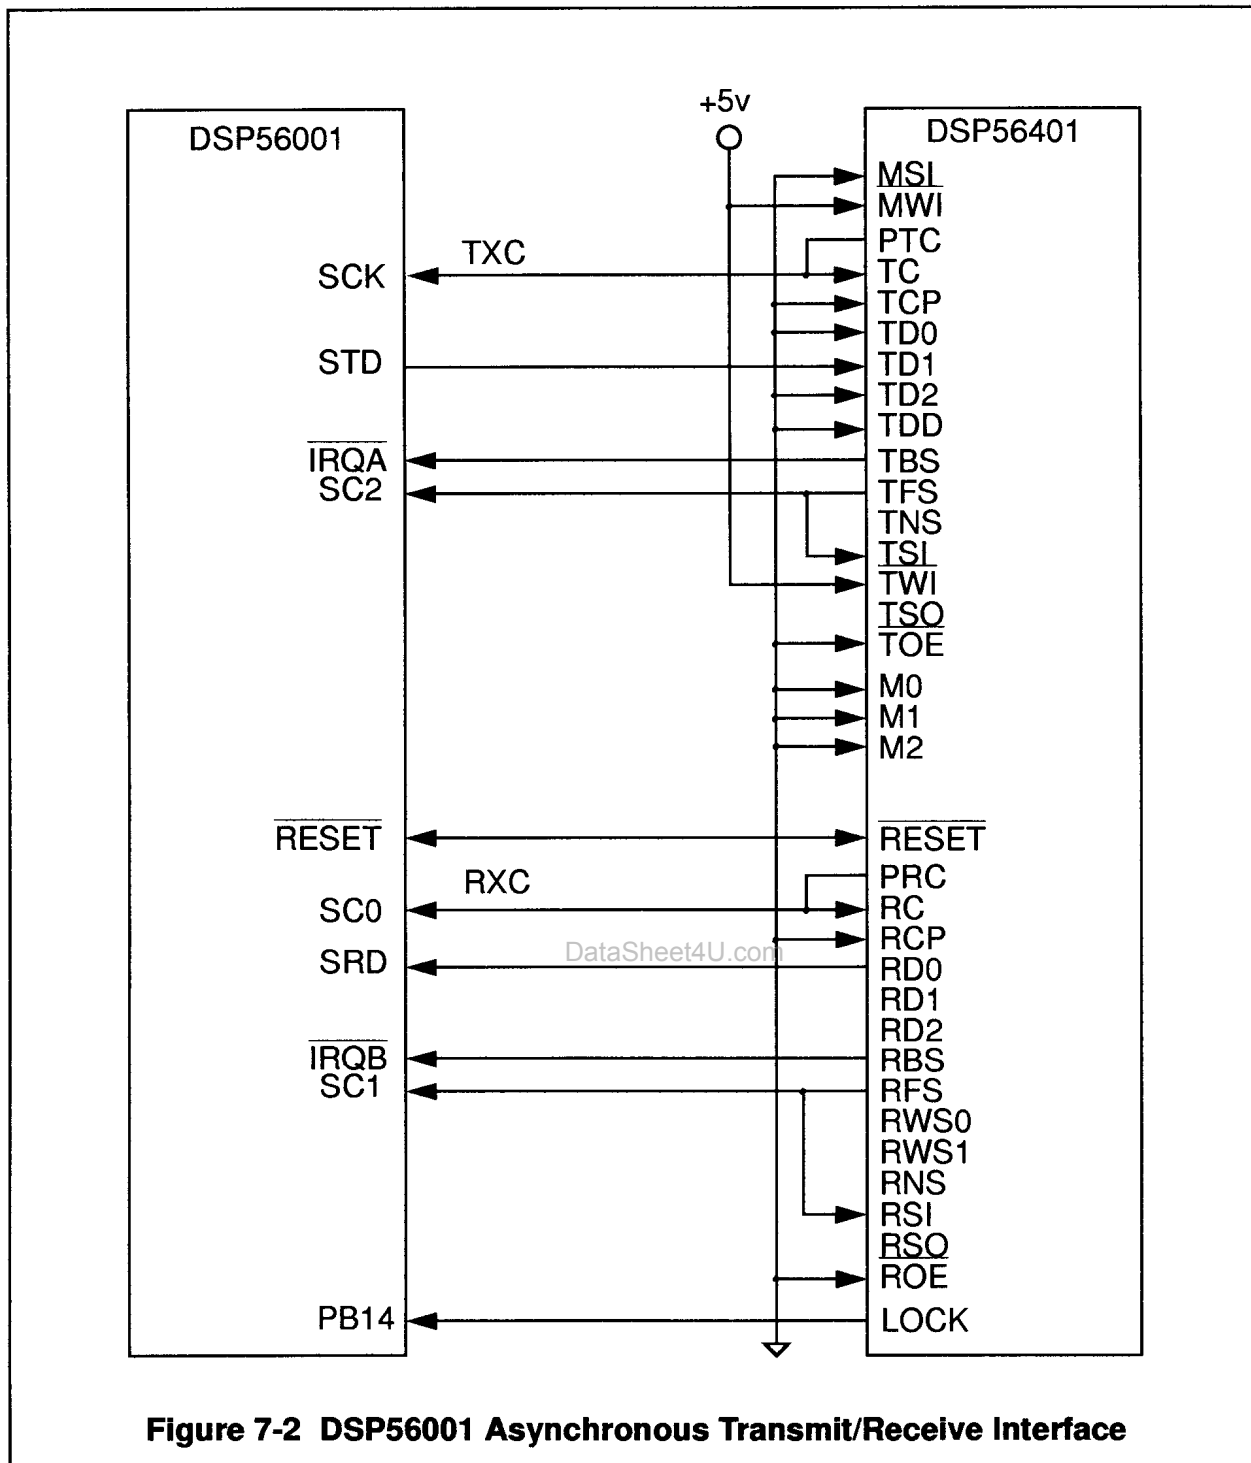 +5v
DSP56001
DSP56401
MSI
MWI
PTC
TXC
SCK
TC
TCP
TD0
STD
TD1
TD2
TDD
IRQA
TBS
SC2
TFS
TNS
TSI
TWI
TSO
TOE
M0
M1
M2
RESET
RESET
PRC
RXC
SC0
RC
RCP
DataSheet4U.com
SRD
RD0
RD1
RD2
IRQB
RBS
SC1
RFS
RWS0
RWS1
RNS
RSI
RSO
ROE
PB14
LOCK
Figure 7-2 DSP56001 Asynchronous Transmit/Receive Interface